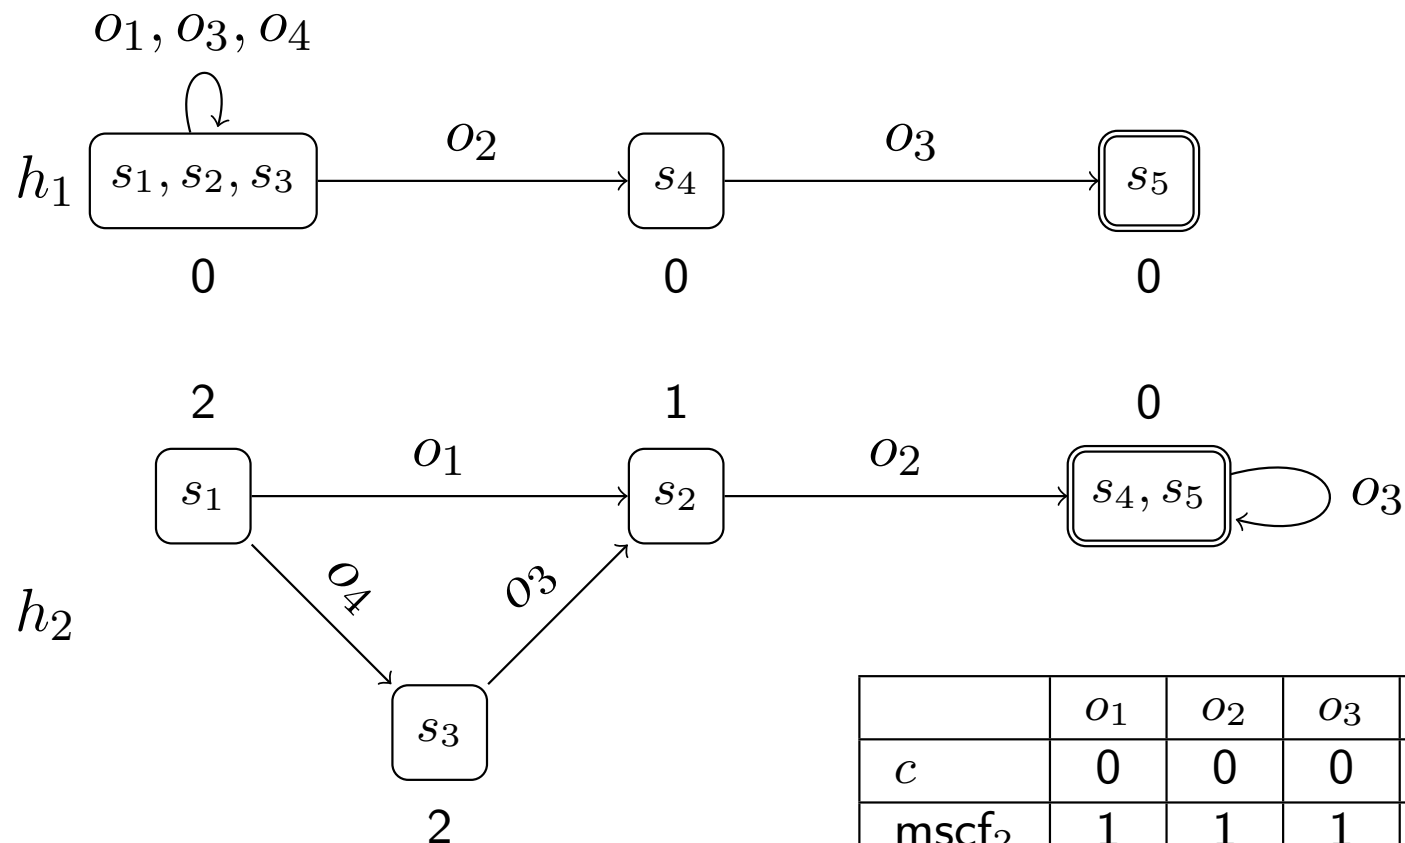 o₁, o₃, o₄
h₁ s₁, s₂, s₃ o₂ s₄ o₃ s₅
0 0 0
2 1 0
s₁ o₁ s₂ o₂ s₄, s₅ o₃
o₄ o₃
h₂
s₃
2
o₁ o₂ o₃
c 0 0 0
mscf₂ 1 1 1